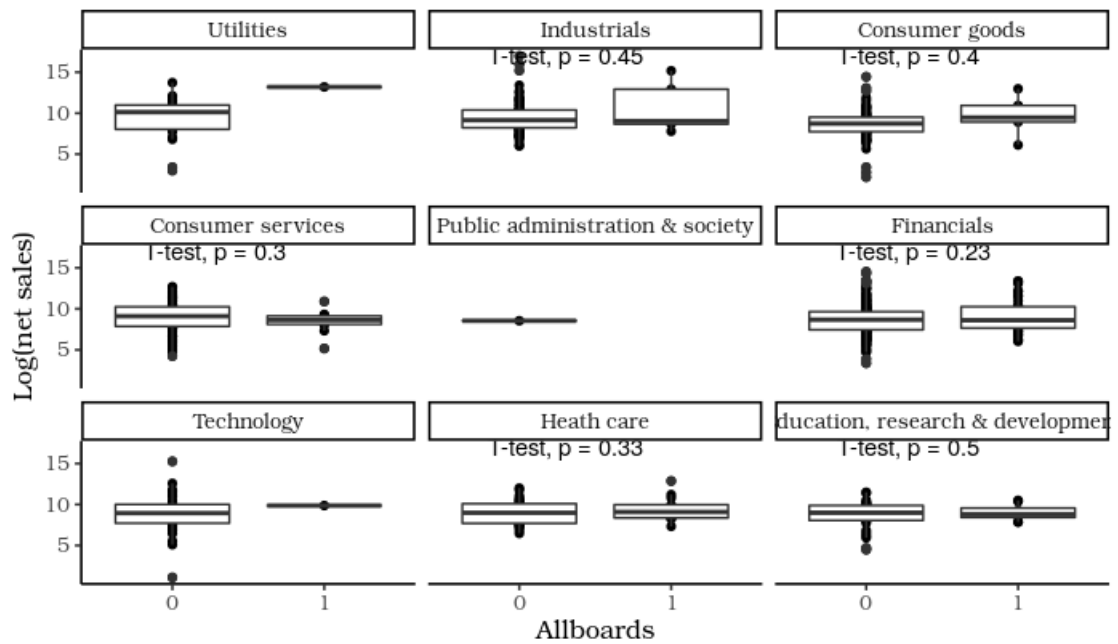 Utilities
Industrials
Consumer goods
T-test, p = 0.45
T-test, p = 0.4
15
10
5
Consumer services
Public administration & society
Financials
T-test, p = 0.3
T-test, p = 0.23
15
10
5
Log(net sales)
Technology
Heath care
ducation, research & developmen
T-test, p = 0.33
T-test, p = 0.5
15
10
5
0
1
0
1
0
1
Allboards